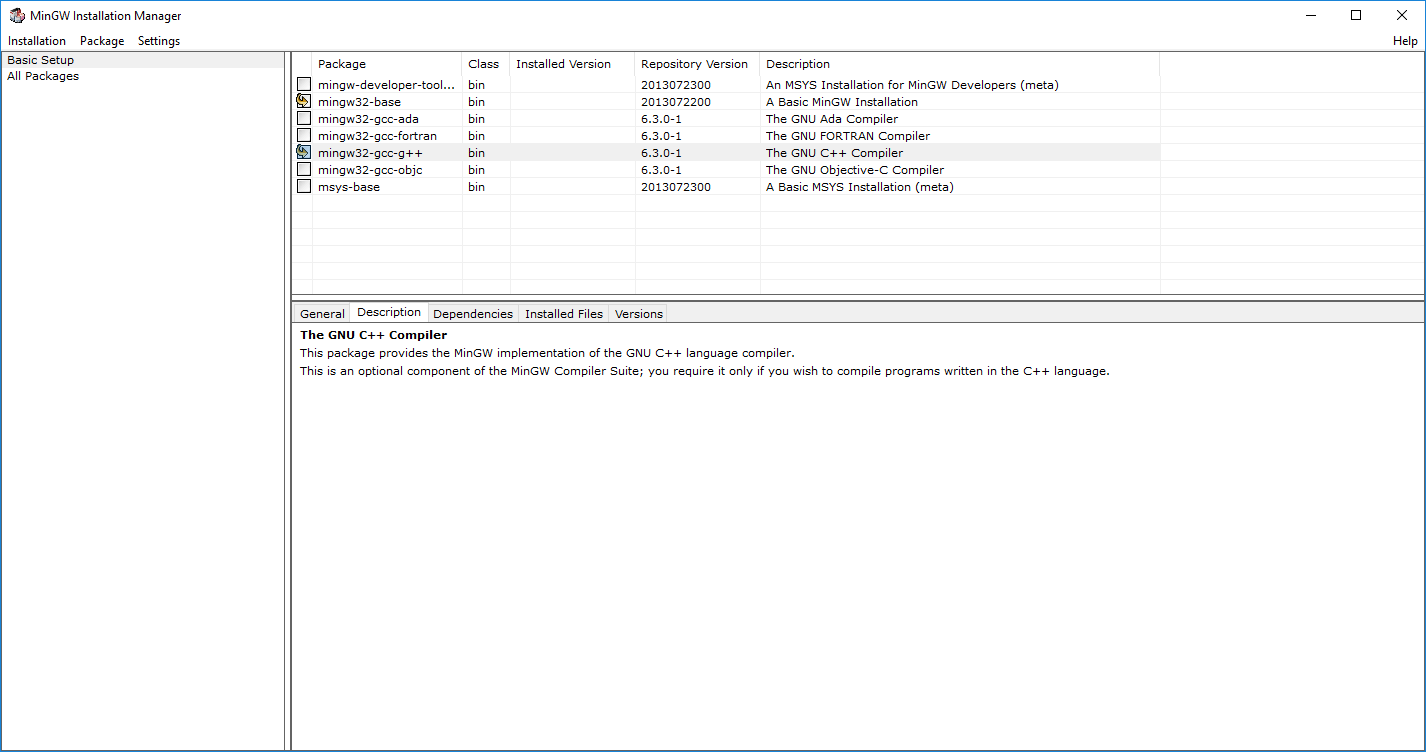 MinGW Installation Manager
Installation Package Settings Help
Basic Setup
All Packages
Package Class Installed Version Repository Version Description
mingw-developer-tool... bin 2013072300 An MSYS Installation for MinGW Developers (meta)
mingw32-base bin 2013072200 A Basic MinGW Installation
mingw32-gcc-ada bin 6.3.0-1 The GNU Ada Compiler
mingw32-gcc-fortran bin 6.3.0-1 The GNU FORTRAN Compiler
mingw32-gcc-g++ bin 6.3.0-1 The GNU C++ Compiler
mingw32-gcc-objc bin 6.3.0-1 The GNU Objective-C Compiler
msys-base bin 2013072300 A Basic MSYS Installation (meta)
General Description Dependencies Installed Files Versions
The GNU C++ Compiler
This package provides the MinGW implementation of the GNU C++ language compiler.
This is an optional component of the MinGW Compiler Suite; you require it only if you wish to compile programs written in the C++ language.